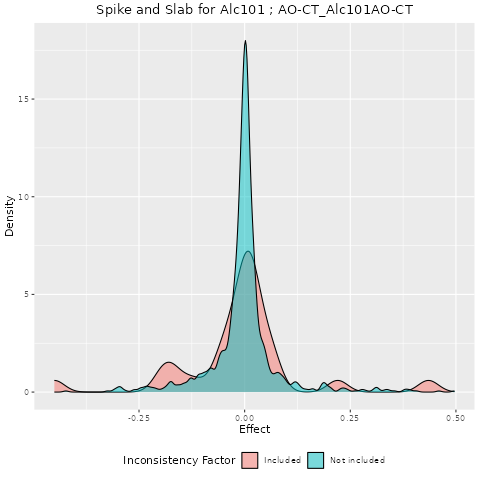 Spike and Slab for Alc101 ; AO-CT_Alc101AO-CT
15
10
5
0
Density
-0.25
0.00
0.25
0.50
Effect
Inconsistency Factor
Included
Not included